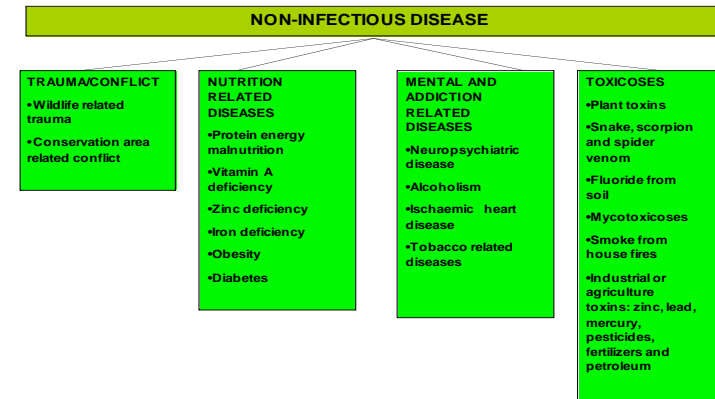 NON-INFECTIOUS DISEASE
TRAUMA/CONFLICT
•Wildlife related
trauma
•Conservation area
related conflict
NUTRITION
RELATED
DISEASES
•Protein energy
malnutrition
•Vitamin A
deficiency
•Zinc deficiency
•Iron deficiency
•Obesity
•Diabetes
MENTAL AND
ADDICTION
RELATED
DISEASES
•Neuropsychiatric
disease
•Alcoholism
•Ischaemic heart
disease
•Tobacco related
diseases
TOXICOSES
•Plant toxins
•Snake, scorpion
and spider
venom
•Fluoride from
soil
•Mycotoxicoses
•Smoke from
house fires
•Industrial or
agriculture
toxins: zinc, lead,
mercury,
pesticides,
fertilizers and
petroleum